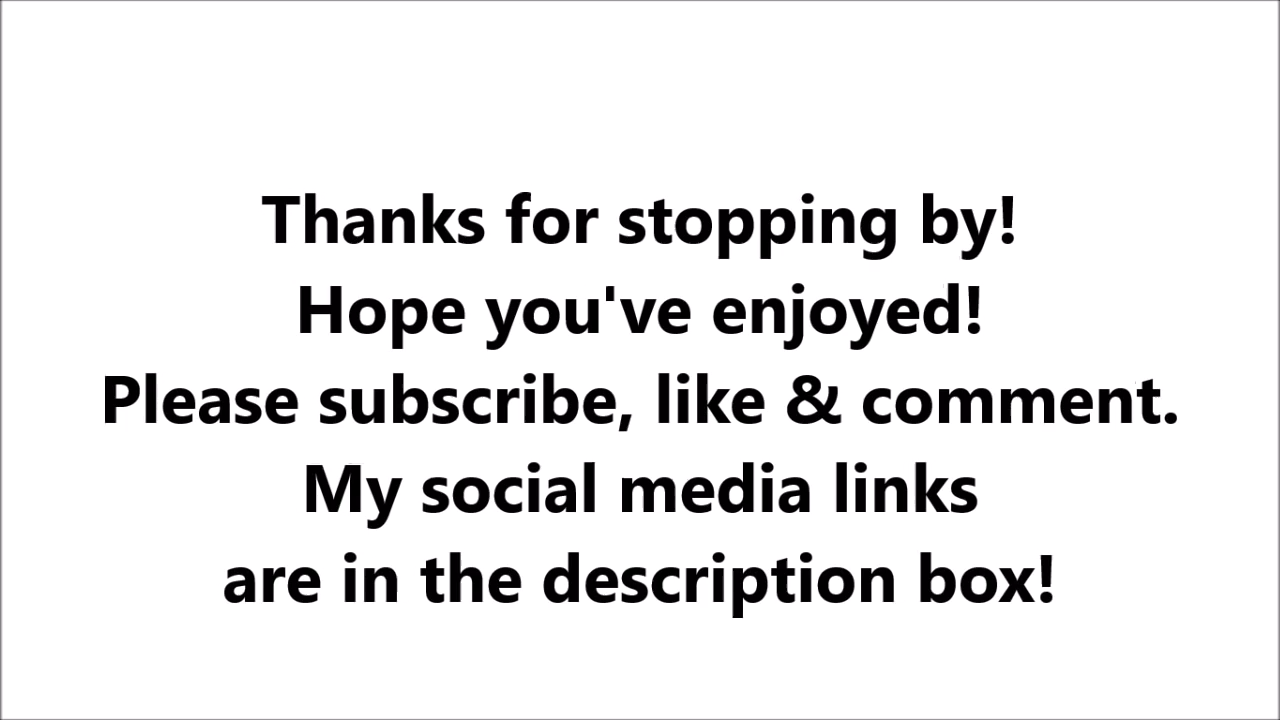 Thanks for stopping by!
Hope you've enjoyed!
Please subscribe, like & comment.
My social media links
are in the description box!